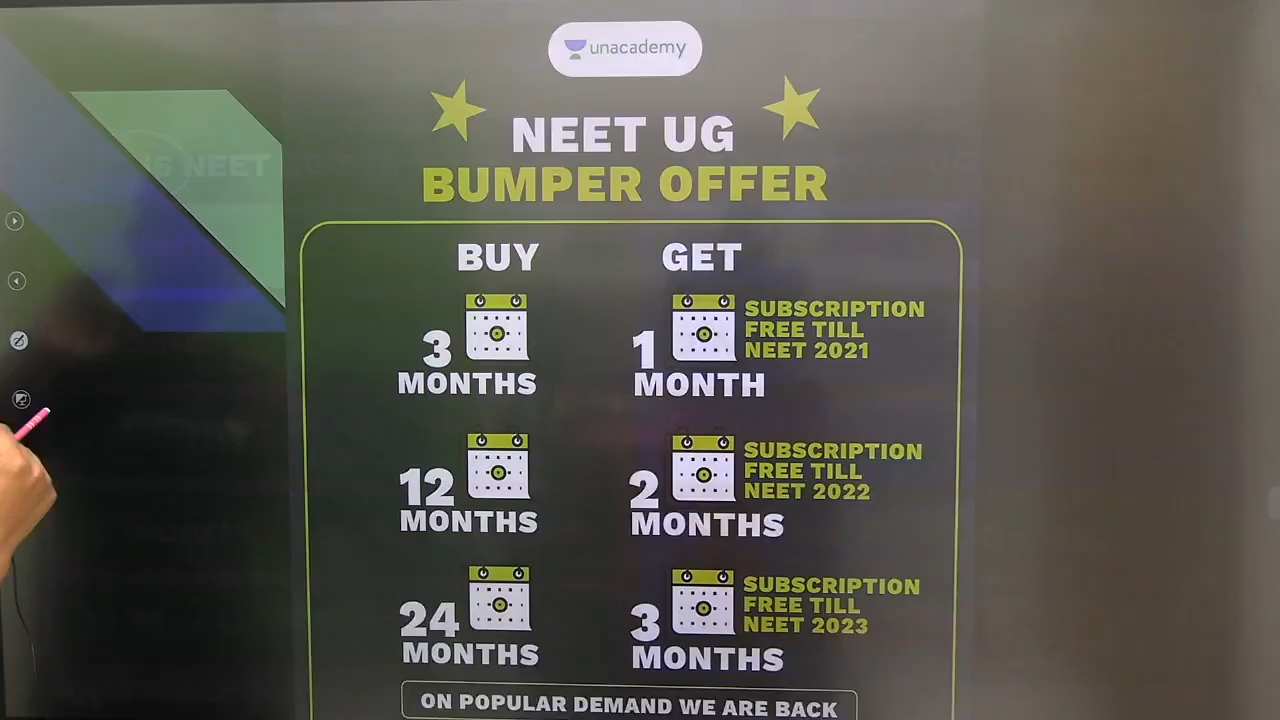 unacademy
NEET UG
BUMPER OFFER
BUY GET
3 MONTHS
1 MONTH
SUBSCRIPTION
FREE TILL
NEET 2021
12 MONTHS
2 MONTHS
SUBSCRIPTION
FREE TILL
NEET 2022
24 MONTHS
3 MONTHS
SUBSCRIPTION
FREE TILL
NEET 2023
ON POPULAR DEMAND WE ARE BACK